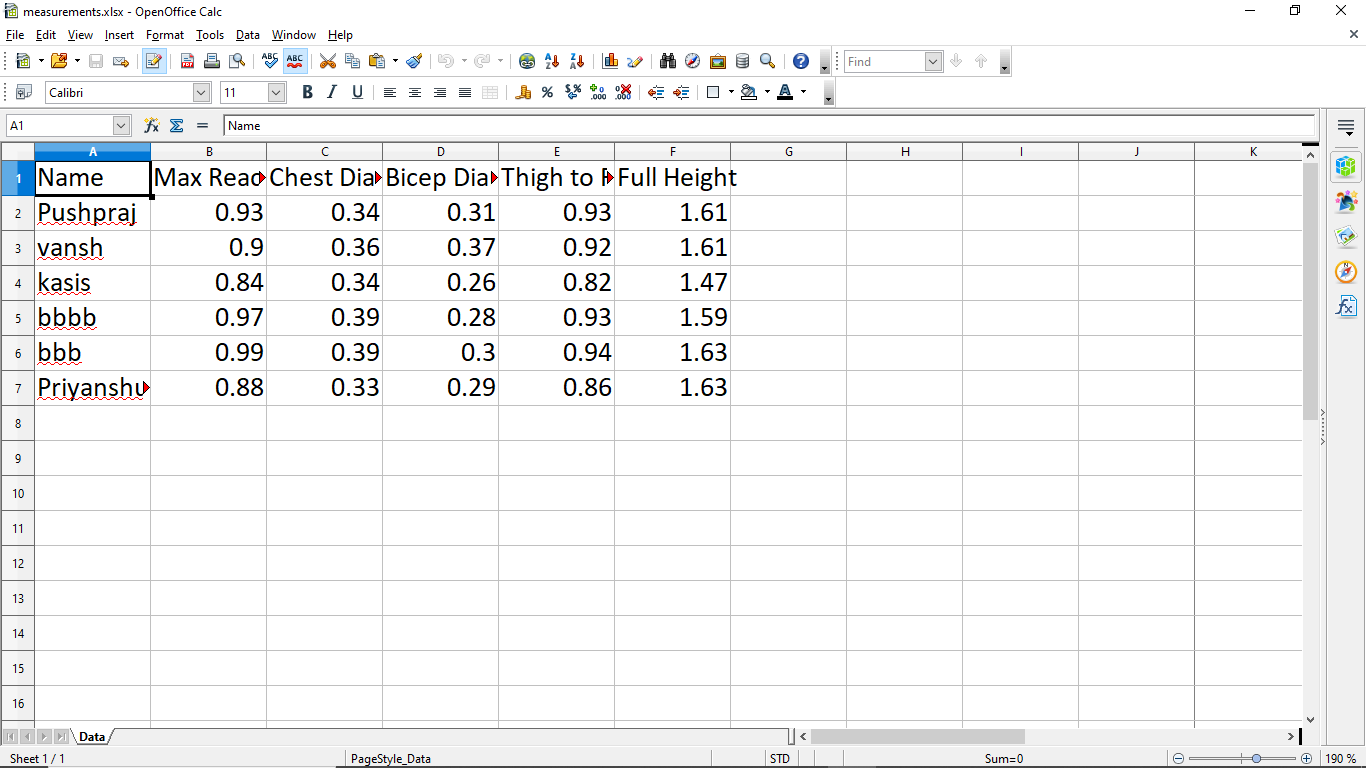 measurements.xlsx - OpenOffice Calc
File Edit View Insert Format Tools Data Window Help
Find
Calibri 11
A1 Name
A B C D E F G H I J K
1 Name Max Reac Chest Dia Bicep Dia Thigh to Full Height
2 Pushpraj 0.93 0.34 0.31 0.93 1.61
3 vansh 0.9 0.36 0.37 0.92 1.61
4 kasis 0.84 0.34 0.26 0.82 1.47
5 bbbb 0.97 0.39 0.28 0.93 1.59
6 bbb 0.99 0.39 0.3 0.94 1.63
7 Priyanshu 0.88 0.33 0.29 0.86 1.63
8
9
10
11
12
13
14
15
16
Data
Sheet 1 / 1 PageStyle_Data STD Sum=0 190 %